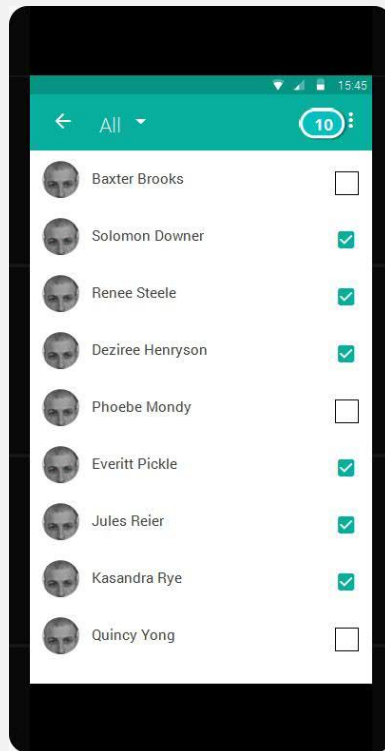 15:45
All
10
Baxter Brooks
Solomon Downer
Renee Steele
Deziree Henryson
Phoebe Mondy
Everitt Pickle
Jules Reier
Kasandra Rye
Quincy Yong